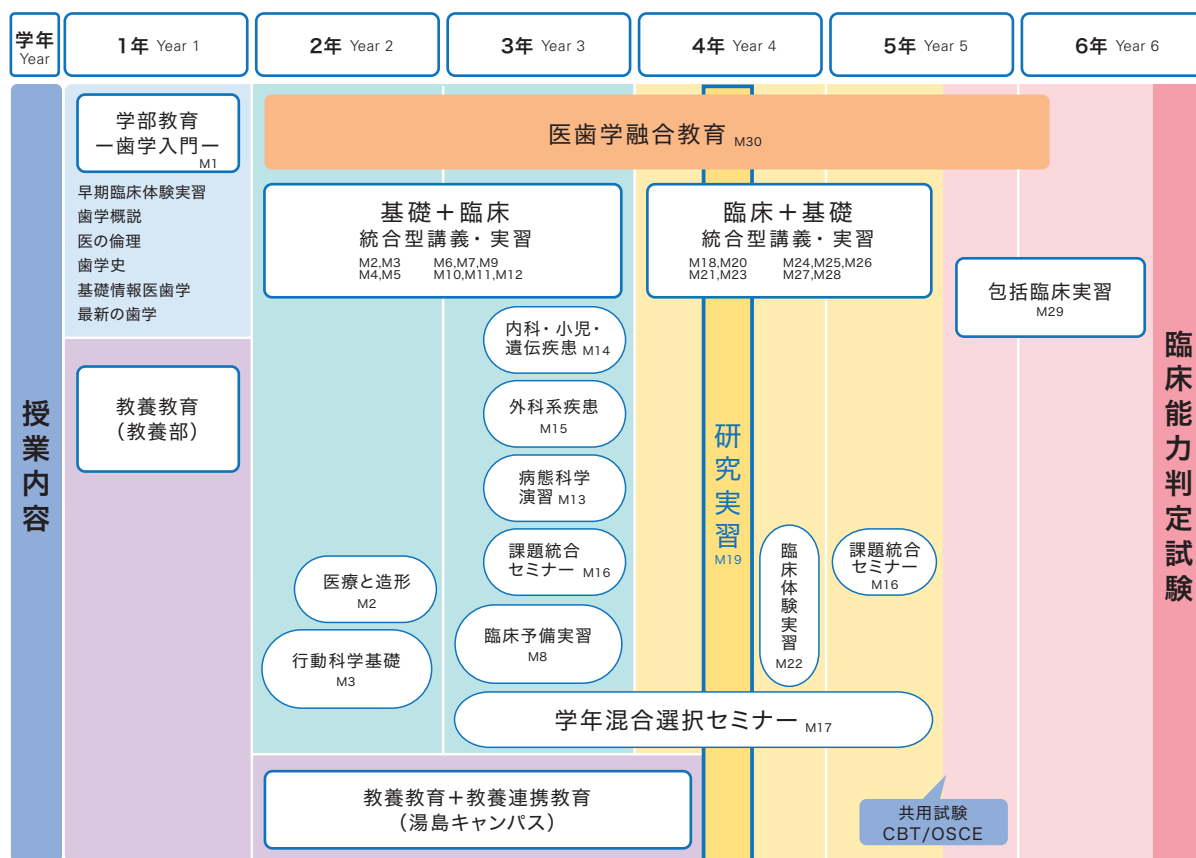 学年
Year
1年 Year 1
2年 Year 2
3年 Year 3
4年 Year 4
5年 Year 5
6年 Year 6
授業内容
学部教育
ー歯学入門ー
M1
早期臨床体験実習
歯学概説
医の倫理
歯学史
基礎情報医歯学
最新の歯学
教養教育
（教養部）
医歯学融合教育 M30
基礎＋臨床
統合型講義・実習
M2,M3 M6,M7,M9
M4,M5 M10,M11,M12
臨床＋基礎
統合型講義・実習
M18,M20 M24,M25,M26
M21,M23 M27,M28
包括臨床実習
M29
内科・小児・
遺伝疾患 M14
外科系疾患
M15
病態科学
演習 M13
課題統合
セミナー M16
医療と造形
M2
臨床予備実習
M8
行動科学基礎
M3
研究実習
M19
臨床体験実習
M22
課題統合
セミナー
M16
学年混合選択セミナー M17
教養教育＋教養連携教育
（湯島キャンパス）
共用試験
CBT/OSCE
臨床能力判定試験